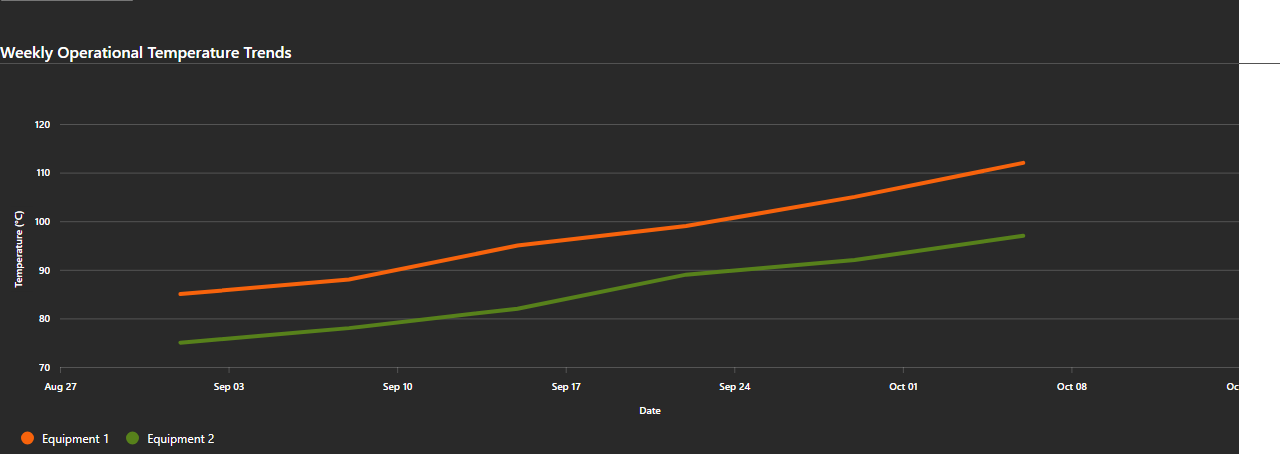 Weekly Operational Temperature Trends
120
110
100
90
80
70
Temperature (°C)
Aug 27 Sep 03 Sep 10 Sep 17 Sep 24 Oct 01 Oct 08 Oc
Date
Equipment 1 Equipment 2